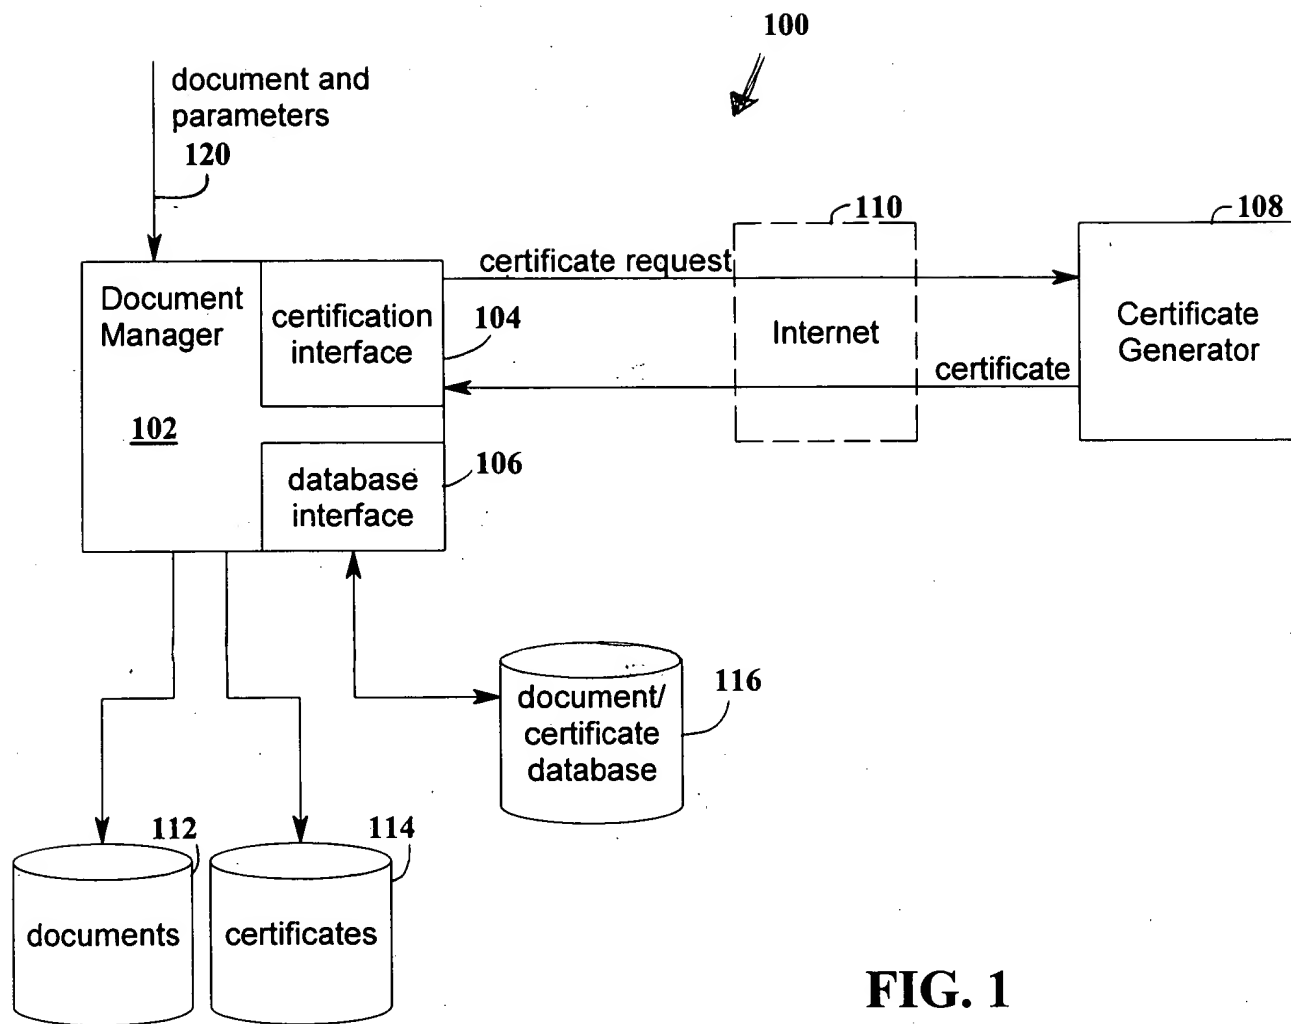 100
document and
parameters
120
110
108
certificate request
Document
Manager
certification
interface
104
Internet
Certificate
Generator
certificate
102
106
database
interface
116
document/
certificate
database
112
114
documents
certificates
FIG. 1